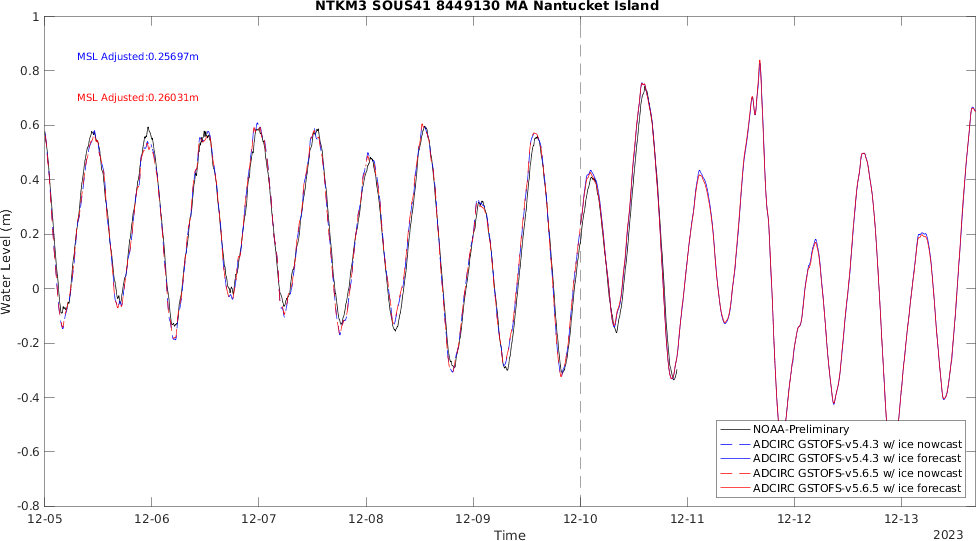 NTKM3 SOUS41 8449130 MA Nantucket Island
MSL Adjusted:0.25697m
MSL Adjusted:0.26031m
Water Level (m)
1
0.8
0.6
0.4
0.2
0
-0.2
-0.4
-0.6
-0.8
NOAA-Preliminary
ADCIRC GSTOFS-v5.4.3 w/ ice nowcast
ADCIRC GSTOFS-v5.4.3 w/ ice forecast
ADCIRC GSTOFS-v5.6.5 w/ ice nowcast
ADCIRC GSTOFS-v5.6.5 w/ ice forecast
12-05 12-06 12-07 12-08 12-09 12-10 12-11 12-12 12-13
Time
2023